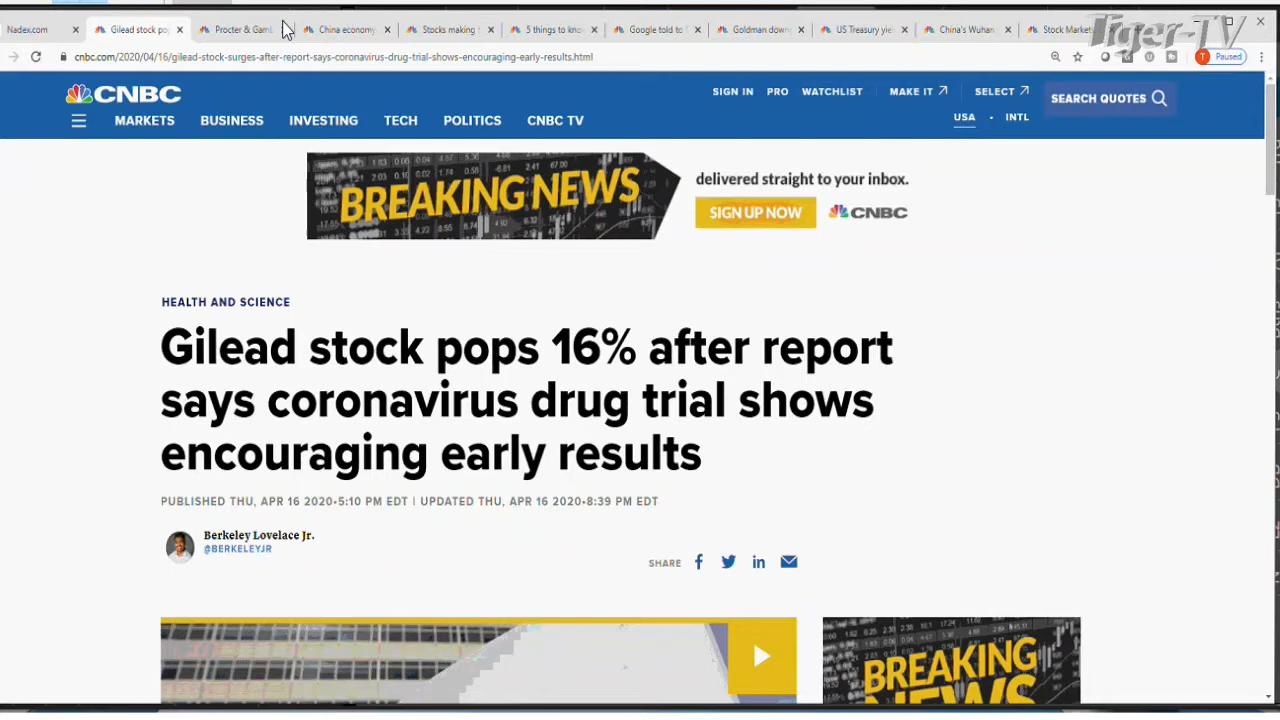 Nadex.com
Gilead stock po
Procter & Gaml
China economy
Stocks making
5 things to kno
Google told to
Goldman down
US Treasury yiel
China's Wuhan
Stock Market
Tiger-TV
cnbc.com/2020/04/16/gilead-stock-surges-after-report-says-coronavirus-drug-trial-shows-encouraging-early-results.html
T Paused
CNBC
SIGN IN PRO WATCHLIST MAKE IT SELECT
SEARCH QUOTES
USA • INTL
MARKETS BUSINESS INVESTING TECH POLITICS CNBC TV
BREAKING NEWS
delivered straight to your inbox.
SIGN UP NOW CNBC
HEALTH AND SCIENCE
Gilead stock pops 16% after report
says coronavirus drug trial shows
encouraging early results
PUBLISHED THU, APR 16 2020•5:10 PM EDT | UPDATED THU, APR 16 2020•8:39 PM EDT
Berkeley Lovelace Jr.
@BERKELEYJR
SHARE
BREAKING
NEWS